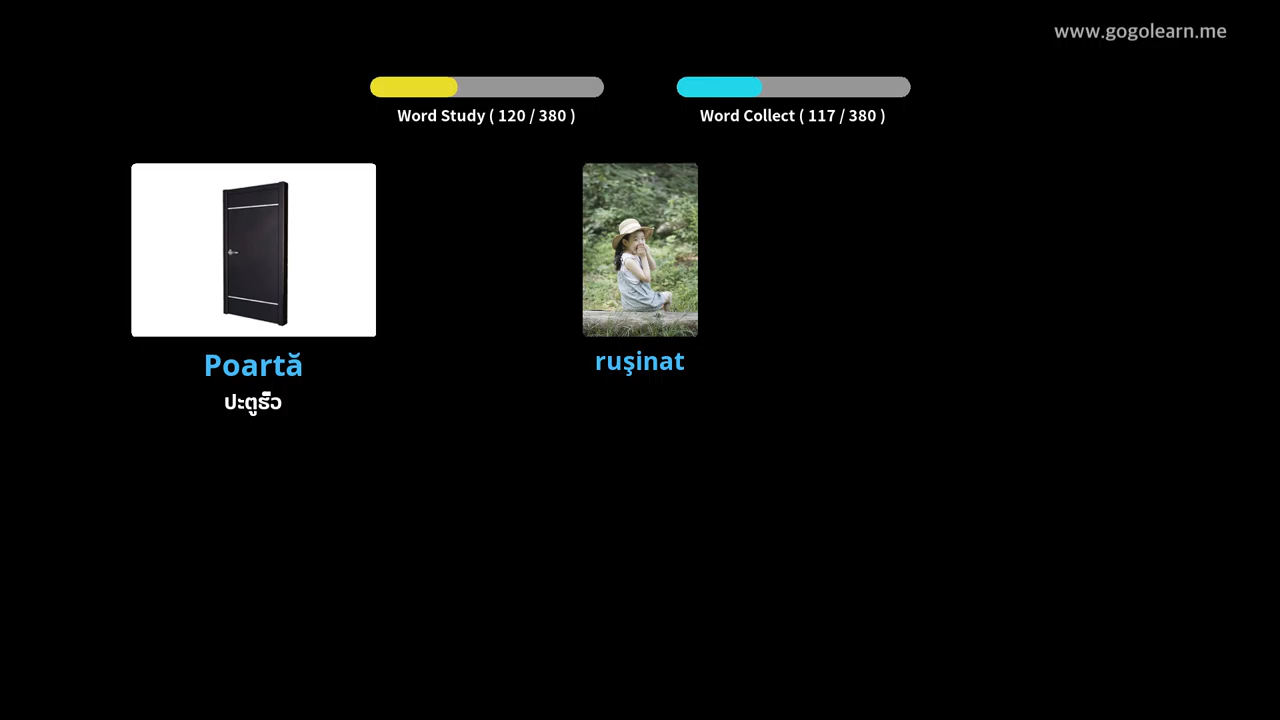 www.gogolearn.me
Word Study ( 120 / 380 )
Word Collect ( 117 / 380 )
Poartă
ປະຕູຮົ້ວ
ruşinat